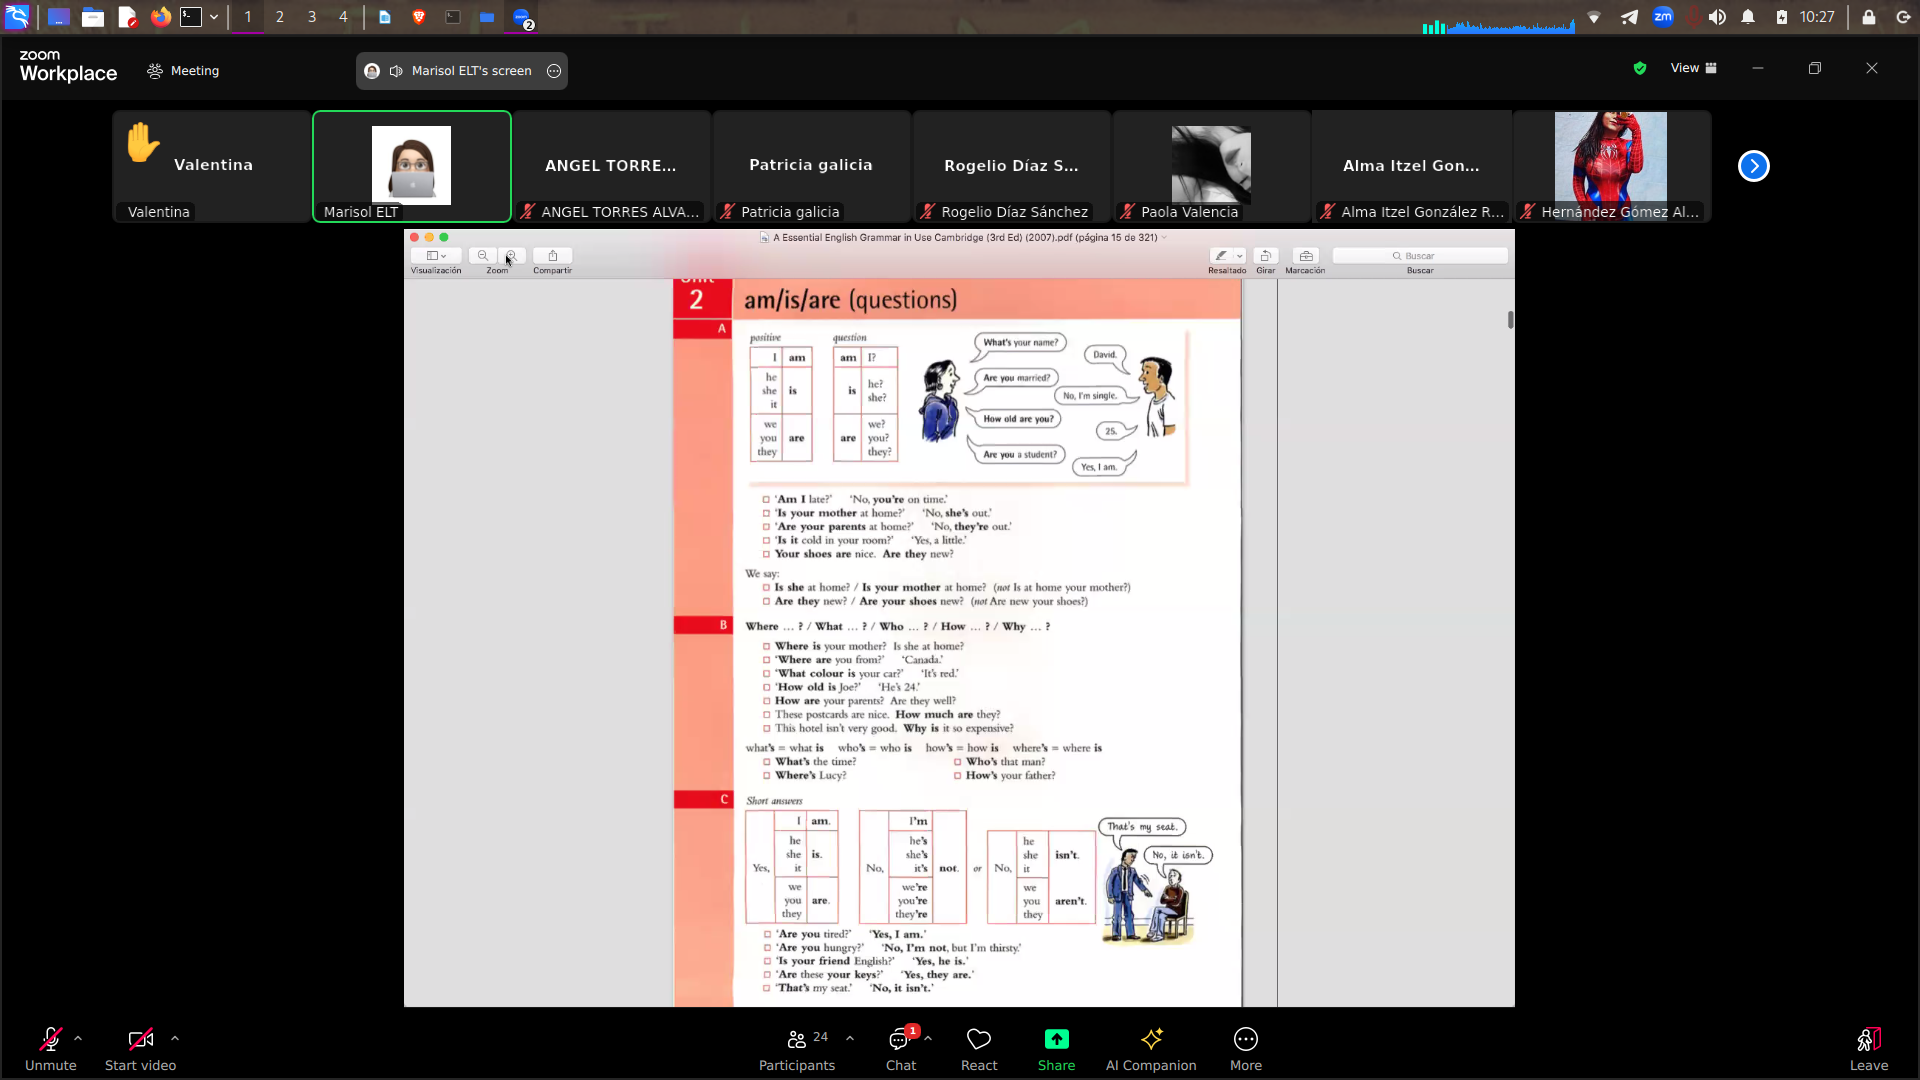 1 2 3 4 2 zm 10:27
zoom
Workplace
Meeting
Marisol ELT's screen
View
Valentina
ANGEL TORRE...
Patricia galicia
Rogelio Díaz S...
Alma Itzel Gon...
Valentina
Marisol ELT
ANGEL TORRES ALVA...
Patricia galicia
Rogelio Díaz Sánchez
Paola Valencia
Alma Itzel González R...
Hernández Gómez Al...
A Essential English Grammar in Use Cambridge (3rd Ed) (2007).pdf (página 15 de 321)
Buscar
Visualización Zoom Compartir Resaltado Girar Marcación Buscar
Unit
2 am/is/are (questions)
A
positive question
I am am I?
he
she is
it
is he?
she?
we
you are
they
are we?
you?
they?
What's your name?
David.
Are you married?
No, I'm single.
How old are you?
25.
Are you a student?
Yes, I am.
'Am I late?' 'No, you're on time.'
'Is your mother at home?' 'No, she's out.'
'Are your parents at home?' 'No, they're out.'
'Is it cold in your room?' 'Yes, a little.'
Your shoes are nice. Are they new?
We say:
Is she at home? / Is your mother at home? (not Is at home your mother?)
Are they new? / Are your shoes new? (not Are new your shoes?)
B Where ... ? / What ... ? / Who ... ? / How ... ? / Why ... ?
Where is your mother? Is she at home?
'Where are you from?' 'Canada.'
'What colour is your car?' 'It's red.'
'How old is Joe?' 'He's 24.'
How are your parents? Are they well?
These postcards are nice. How much are they?
This hotel isn't very good. Why is it so expensive?
what's = what is who's = who is how's = how is where's = where is
What's the time? Who's that man?
Where's Lucy? How's your father?
C Short answers
Yes,
I am.
he
she is.
it
we
you are.
they
No,
I'm
he's
she's
it's not.
we're
you're
they're
or
No,
he
she isn't.
it
we
you aren't.
they
That's my seat.
No, it isn't.
'Are you tired?' 'Yes, I am.'
'Are you hungry?' 'No, I'm not, but I'm thirsty.'
'Is your friend English?' 'Yes, he is.'
'Are these your keys?' 'Yes, they are.'
'That's my seat.' 'No, it isn't.'
24 1
Unmute Start video Participants Chat React Share AI Companion More Leave